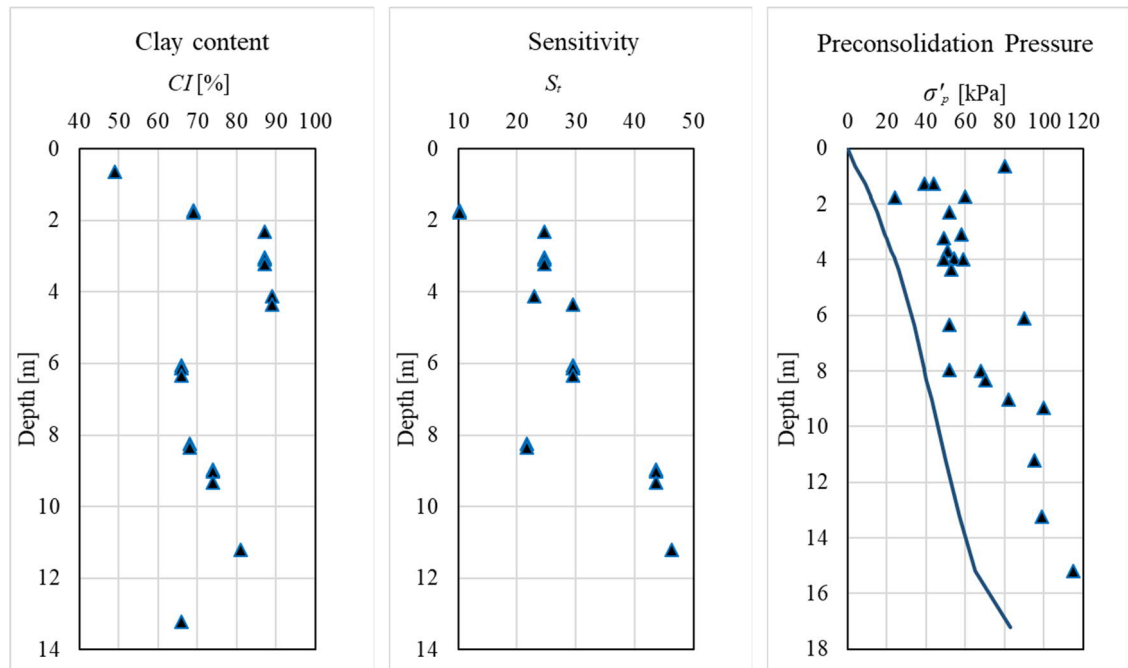 Clay content
CI [%]
40 50 60 70 80 90 100
0
2
4
6
8
10
12
14
Depth [m]
Sensitivity
Sₜ
10 20 30 40 50
0
2
4
6
8
10
12
14
Depth [m]
Preconsolidation Pressure
σ′ₚ [kPa]
0 20 40 60 80 100 120
0
2
4
6
8
10
12
14
16
18
Depth [m]